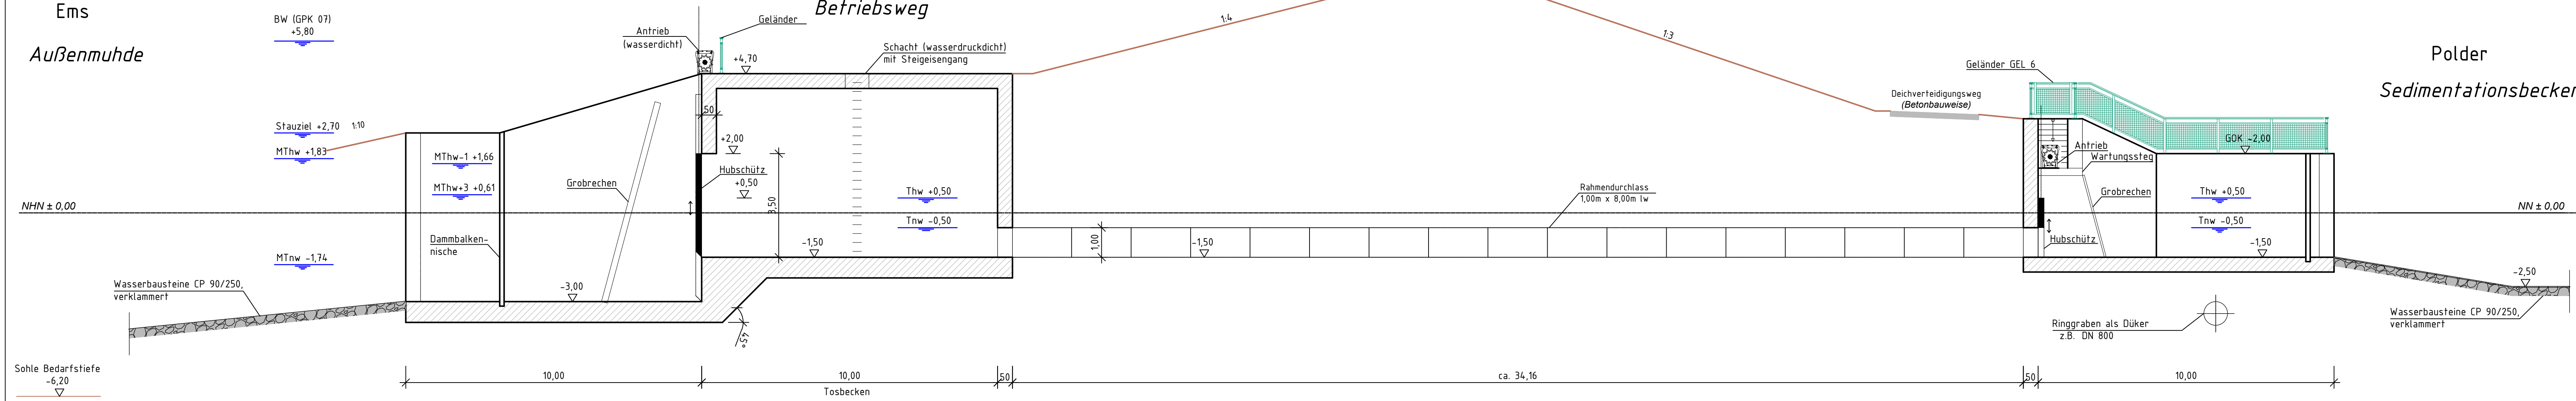 Ems
Außenmuhde
BW (GPK 07)
+5,80
Betriebsweg
Antrieb
(wasserdicht)
Geländer
+4,70
Schacht (wasserdruckdicht)
mit Steigeisengang
1:4
1:3
Deichverteidigungsweg
(Betonbauweise)
Geländer GEL 6
Polder
Sedimentationsbecken
Stauziel +2,70
1:10
MThw +1,83
MThw-1 +1,66
MThw+3 +0,61
Grobrechen
50
+2,00
Hubschütz
+0,50
3,50
Thw +0,50
Tnw -0,50
Rahmendurchlass
1,00m x 8,00m lw
GOK ~2,00
Antrieb
Wartungssteg
Grobrechen
Thw +0,50
Tnw -0,50
NHN ± 0,00
NN ± 0,00
Dammbalken-
nische
MTnw -1,74
-1,50
1,00
-1,50
Hubschütz
-1,50
Wasserbausteine CP 90/250,
verklammert
-3,00
-2,50
45°
Ringgraben als Düker
z.B. DN 800
Wasserbausteine CP 90/250,
verklammert
Sohle Bedarfstiefe
-6,20
10,00
10,00
50
ca. 34,16
50
10,00
Tosbecken